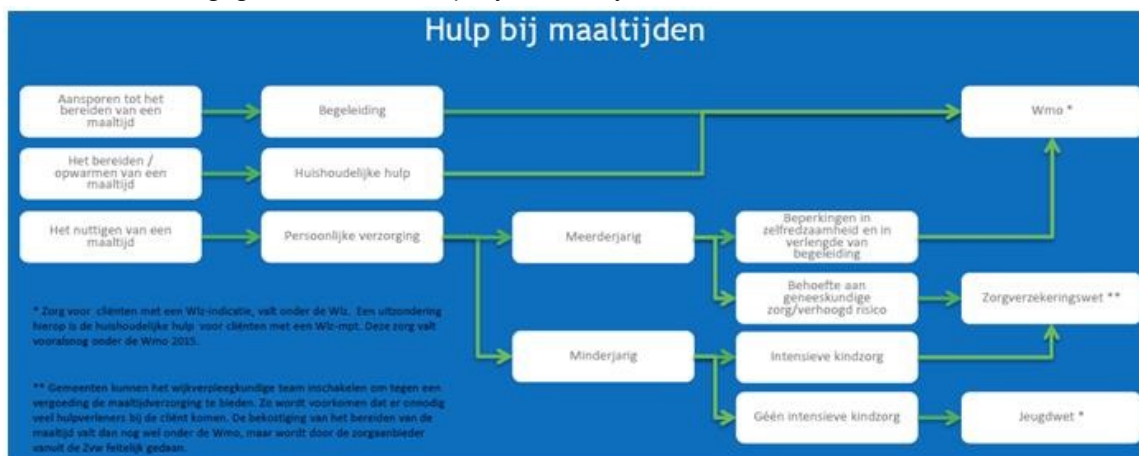 Hulp bij maaltijden
Aansporen tot het
bereiden van een
maaltijd
Begeleiding
Wmo *
Het bereiden /
opwarmen van een
maaltijd
Huishoudelijke hulp
Het nuttigen van een
maaltijd
Persoonlijke verzorging
Meerderjarig
Beperkingen in
zelfredzaamheid en in
verlengde van
begeleiding
Behoefte aan
geneeskundige
zorg/verhoogd risico
Zorgverzekeringswet **
Minderjarig
Intensieve kindzorg
Géén intensieve kindzorg
Jeugdwet *
* Zorg voor cliënten met een Wlz-indicatie, valt onder de Wlz. Een uitzondering
hierop is de huishoudelijke hulp voor cliënten met een Wlz-mpt. Deze zorg valt
vooralsnog onder de Wmo 2015.
** Gemeenten kunnen het wijkverpleegkundige team inschakelen om tegen een
vergoeding de maaltijdverzorging te bieden. Zo wordt voorkomen dat er onnodig
veel hulpverleners bij de cliënt komen. De bekostiging van het bereiden van de
maaltijd valt dan nog wel onder de Wmo, maar wordt door de zorgaanbieder
vanuit de Zvw feitelijk gedaan.